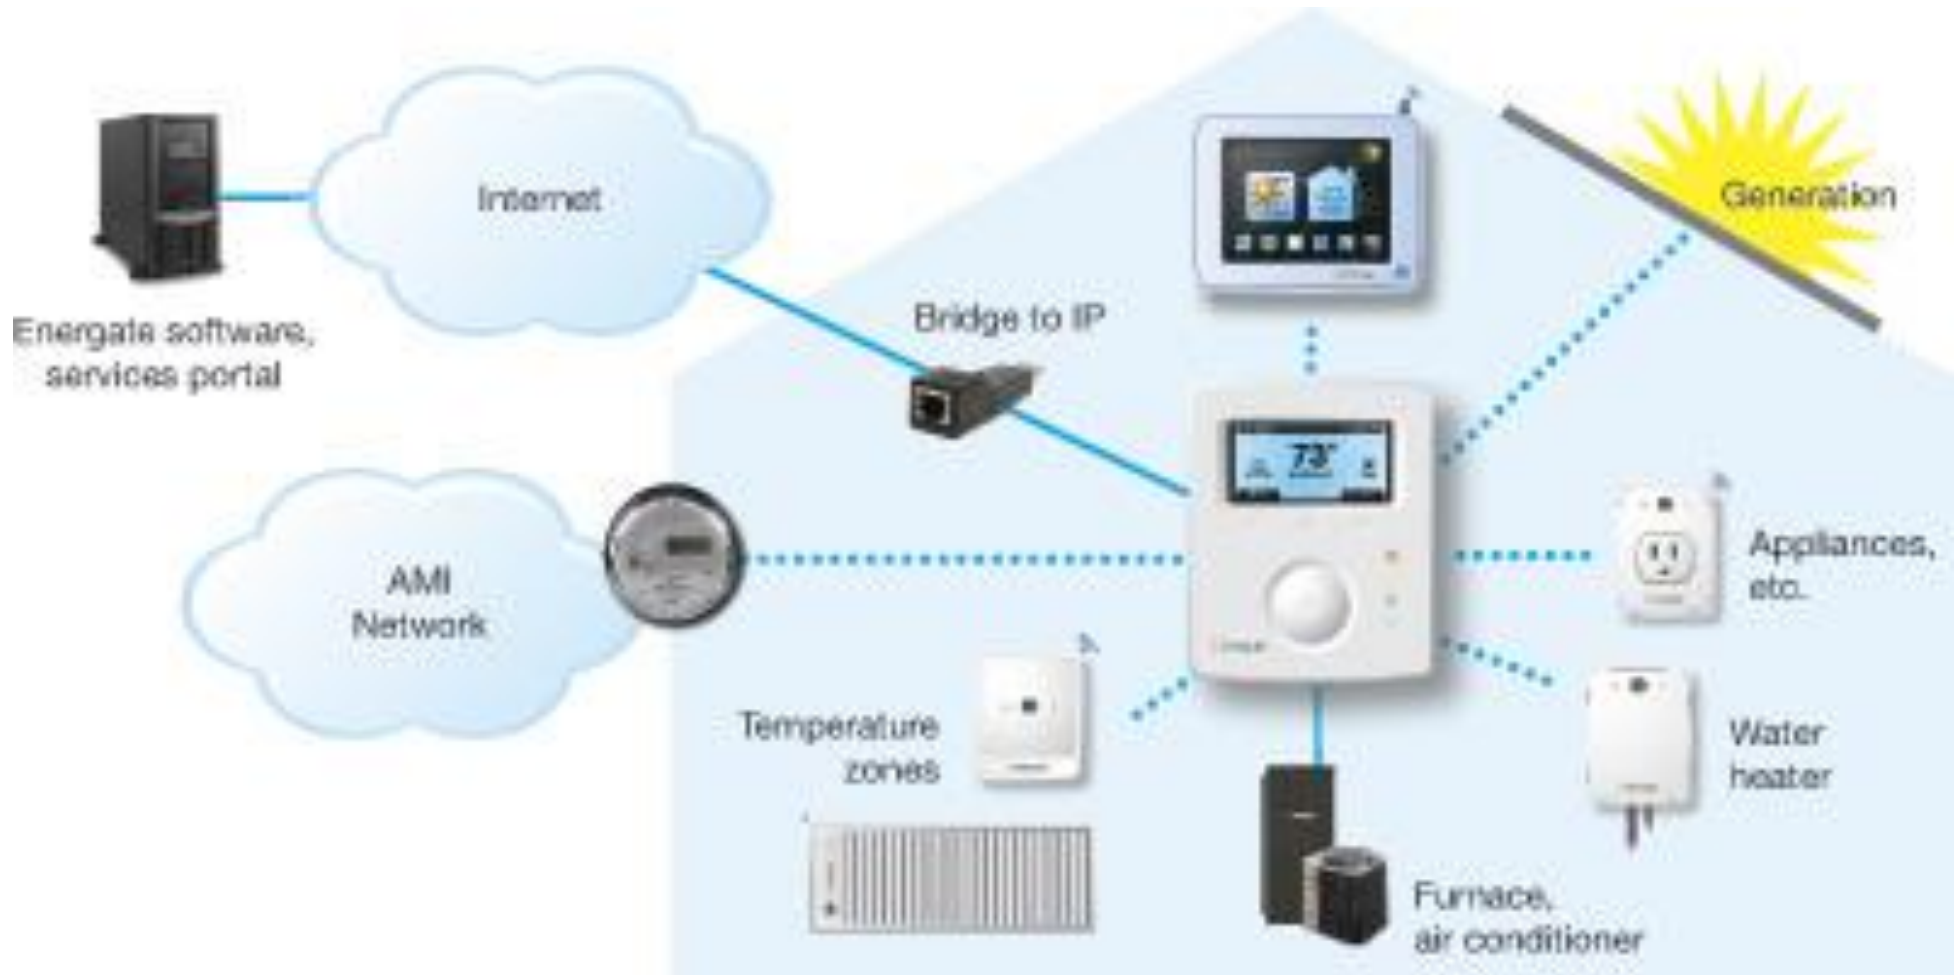 Internet
Generation
Energate software,
services portal
Bridge to IP
73°
AMI
Network
Appliances,
etc.
Temperature
zones
Water
heater
Furnace,
air conditioner